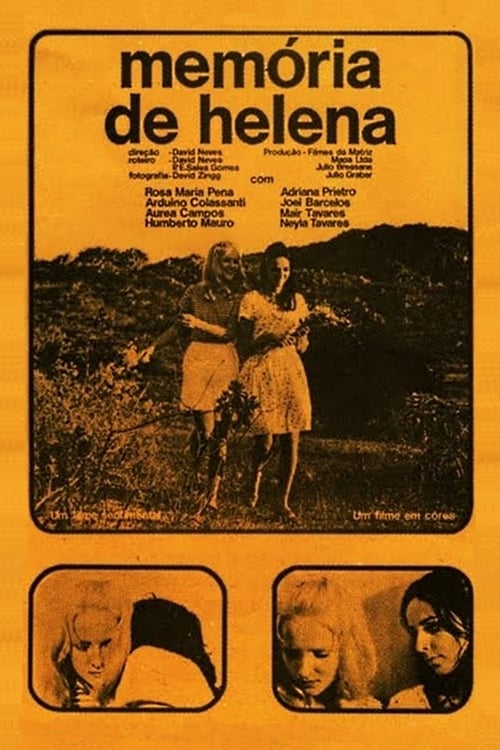 memória
de helena
direção - David Neves
roteiro - David Neves
P.E. Sales Gomes
fotografia - David Zingg
Produção - Filmes da Matriz
Mapa Ltda
Julio Bressane
Julio Graber
com
Rosa Maria Pena
Arduino Colassanti
Aurea Campos
Humberto Mauro
Adriana Prietro
Joel Barcelos
Mair Tavares
Neyla Tavares
Um filme sentimental
Um filme em côres